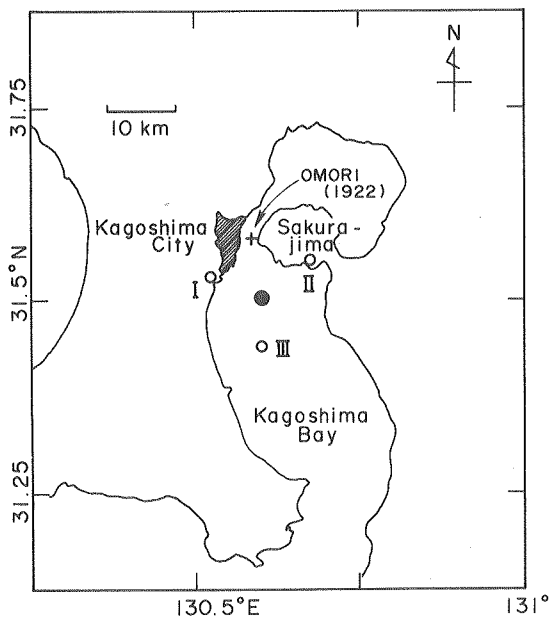 N
31.75
10 km
OMORI
(1922)
Kagoshima
City
Sakura-
jima
I
II
31.5°N
III
Kagoshima
Bay
31.25
130.5°E
131°